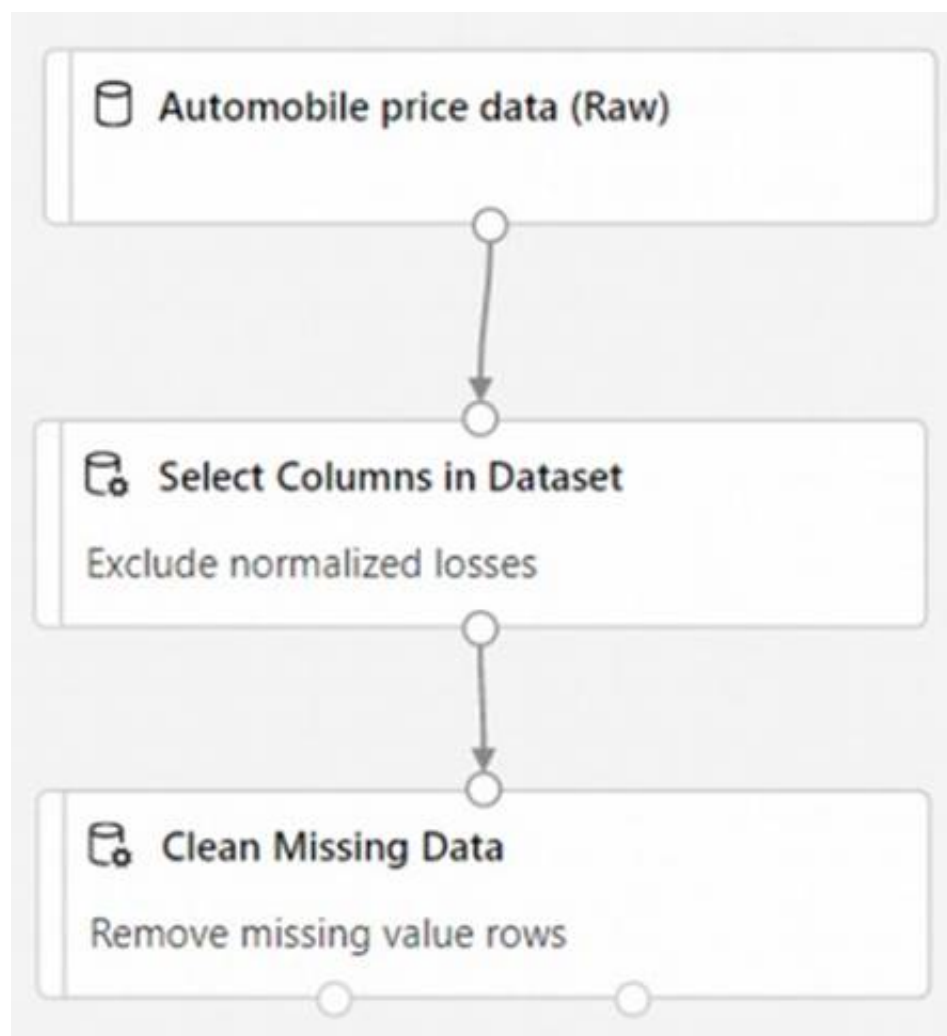 Automobile price data (Raw)
Select Columns in Dataset
Exclude normalized losses
Clean Missing Data
Remove missing value rows